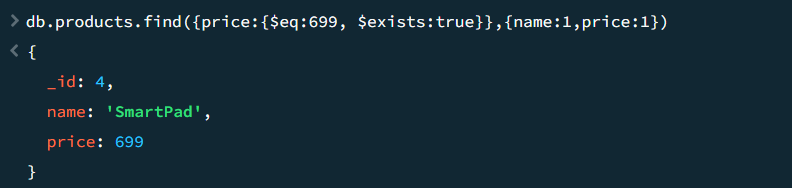 > db.products.find({price:{$eq:699, $exists:true}},{name:1,price:1})
< {
_id: 4,
name: 'SmartPad',
price: 699
}